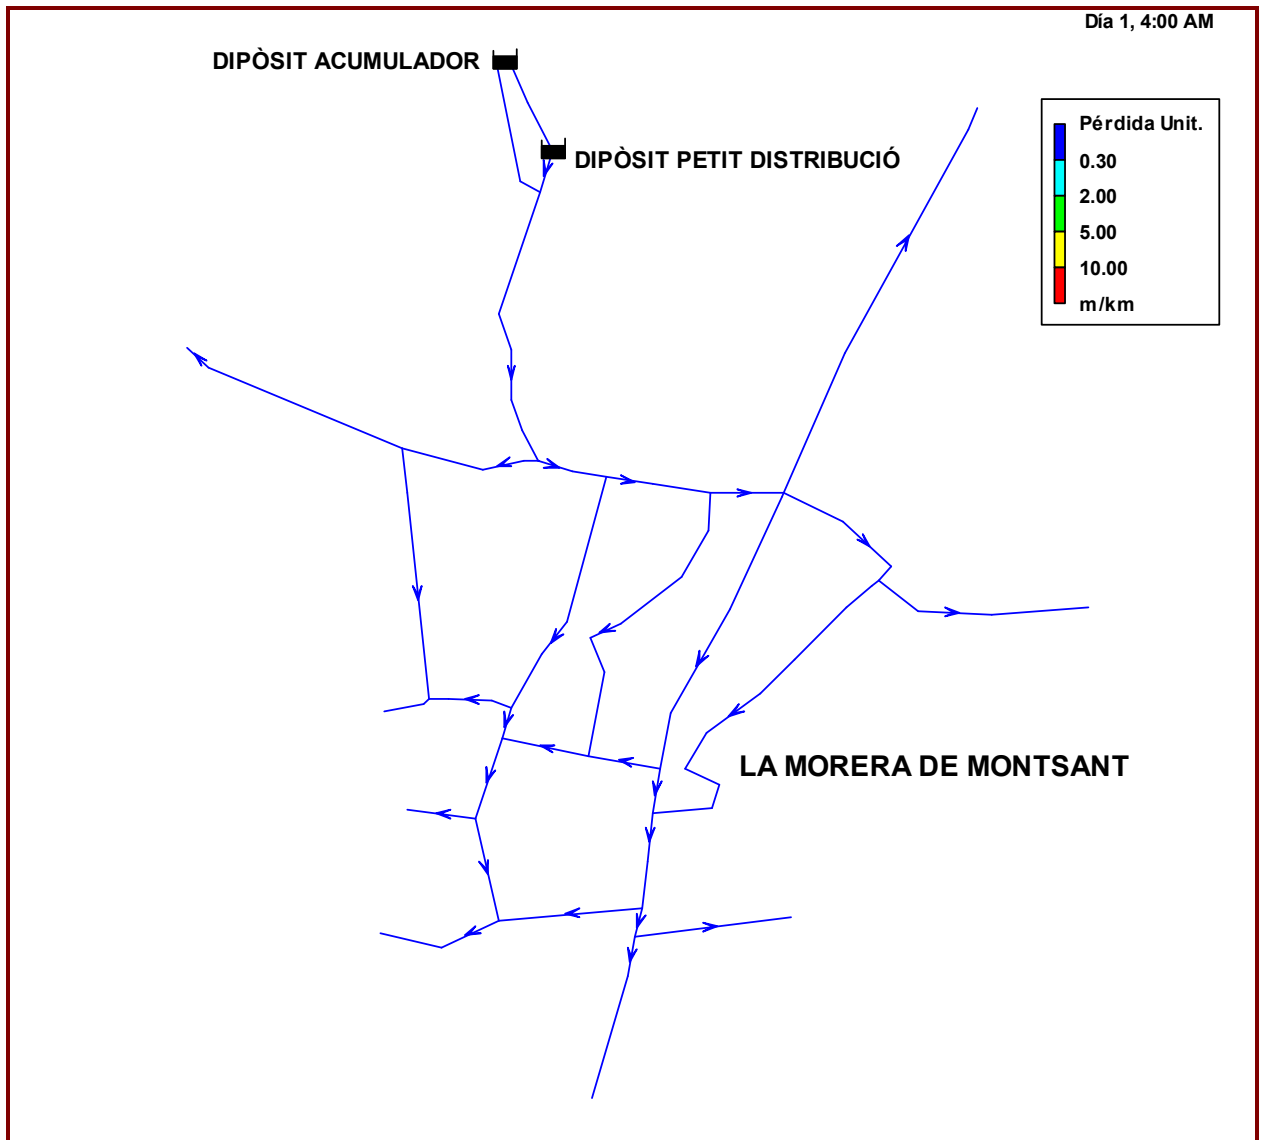 Día 1, 4:00 AM
DIPÒSIT ACUMULADOR
DIPÒSIT PETIT DISTRIBUCIÓ
Pérdida Unit.
0.30
2.00
5.00
10.00
m/km
LA MORERA DE MONTSANT